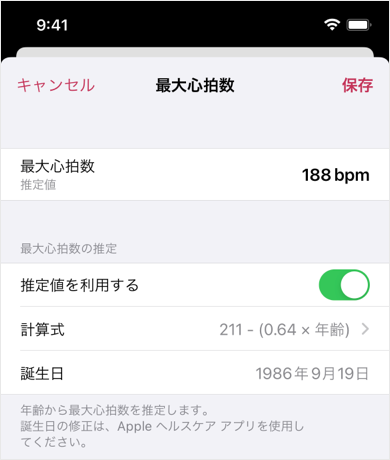 9:41
キャンセル 最大心拍数 保存
最大心拍数
推定値
188 bpm
最大心拍数の推定
推定値を利用する
計算式 211 - (0.64 × 年齢)
誕生日 1986年9月19日
年齢から最大心拍数を推定します。
誕生日の修正は、Apple ヘルスケア アプリを使用し
てください。